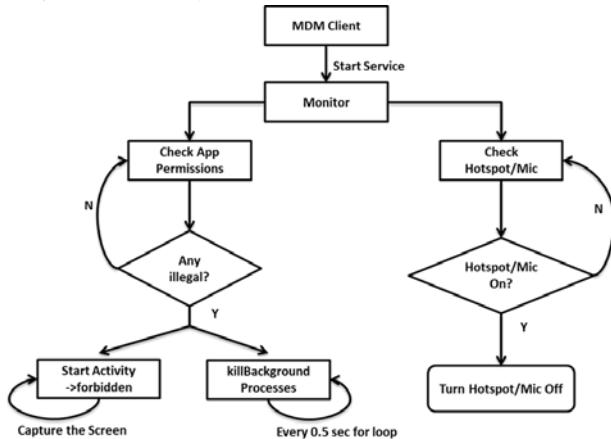 MDM Client
Start Service
Monitor
Check App
Permissions
Check
Hotspot/Mic
N
N
Any
illegal?
Hotspot/Mic
On?
Y
Y
Start Activity
->forbidden
killBackground
Processes
Turn Hotspot/Mic Off
Capture the Screen
Every 0.5 sec for loop